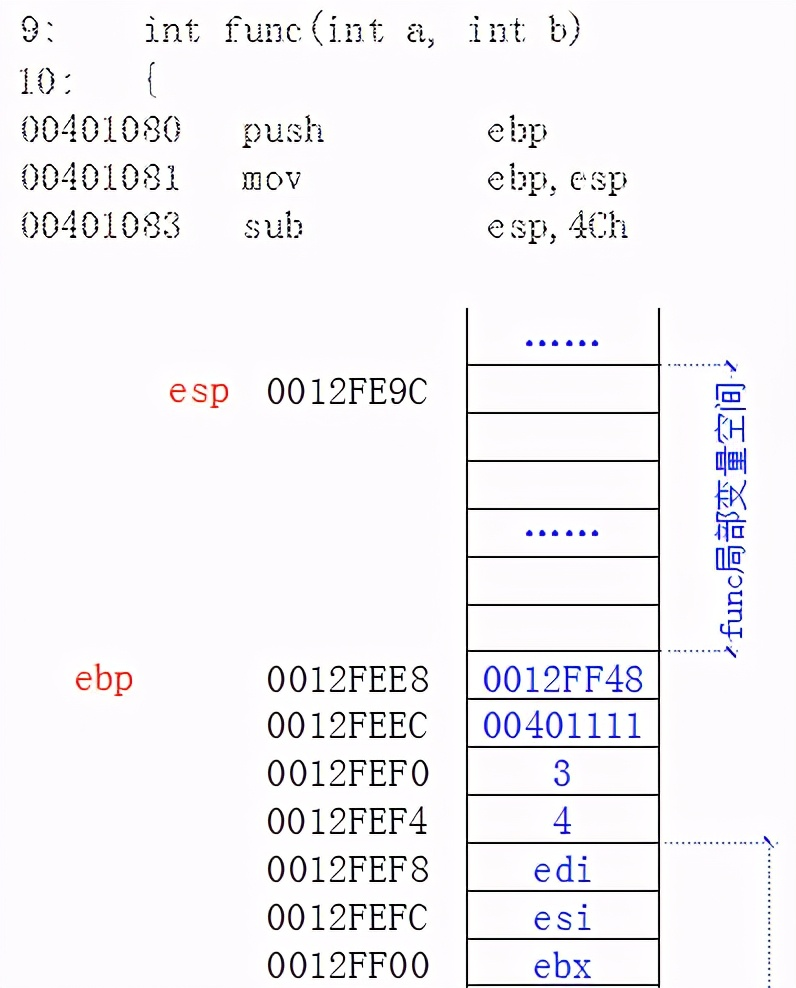 9: int func(int a, int b)
10: {
00401080 push ebp
00401081 mov ebp, esp
00401083 sub esp, 4Ch
......
esp 0012FE9C
func局部变量空间
......
ebp 0012FEE8 0012FF48
0012FEEC 00401111
0012FEF0 3
0012FEF4 4
0012FEF8 edi
0012FEFC esi
0012FF00 ebx